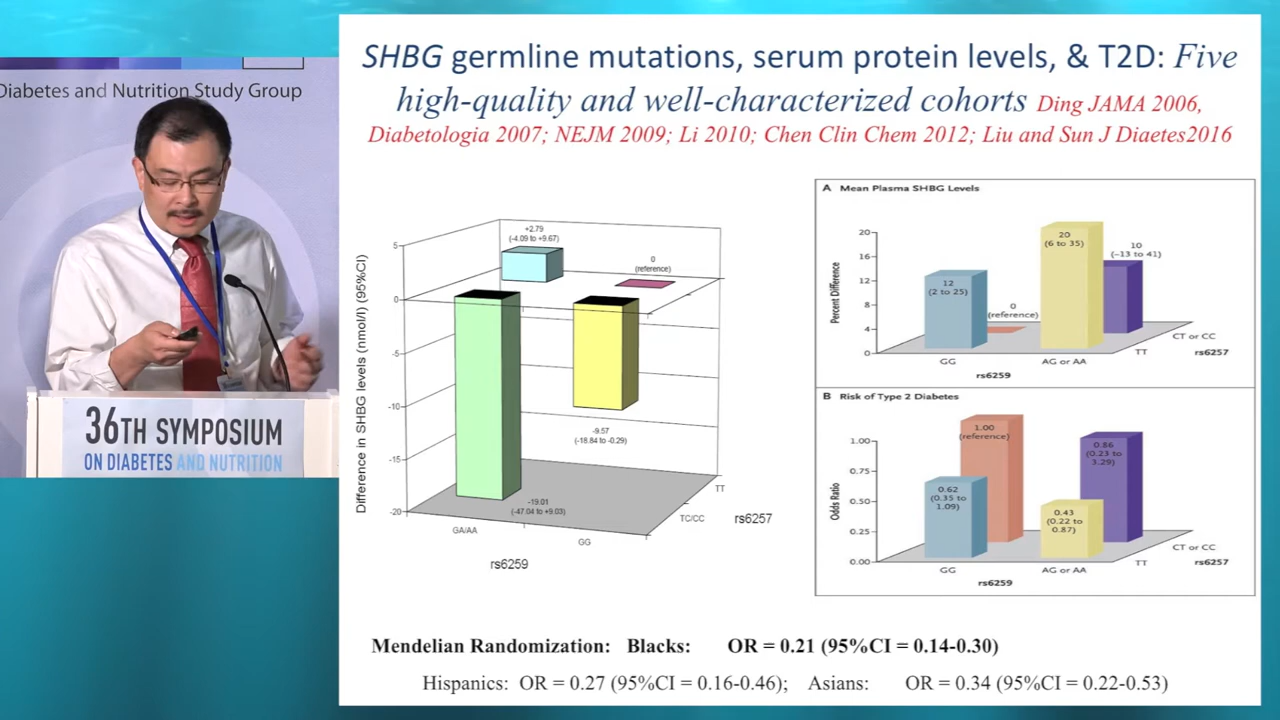 Diabetes and Nutrition Study Group
36TH SYMPOSIUM
ON DIABETES AND NUTRITION
SHBG germline mutations, serum protein levels, & T2D: Five
high-quality and well-characterized cohorts Ding JAMA 2006,
Diabetologia 2007; NEJM 2009; Li 2010; Chen Clin Chem 2012; Liu and Sun J Diaetes2016
Difference in SHBG levels (nmol/l) (95%CI)
5
0
-5
-10
-15
-20
+2.79
(-4.09 to +9.67)
0
(reference)
-9.57
(-18.84 to -0.29)
-19.01
(-47.04 to +9.03)
GA/AA
GG
rs6259
TT
TC/CC
rs6257
A Mean Plasma SHBG Levels
Percent Difference
20
16
12
8
4
0
12
(2 to 25)
0
(reference)
20
(6 to 35)
10
(–13 to 41)
GG
AG or AA
rs6259
CT or CC
TT
rs6257
B Risk of Type 2 Diabetes
Odds Ratio
1.00
0.75
0.50
0.25
0.00
0.62
(0.35 to
1.09)
1.00
(reference)
0.43
(0.22 to
0.87)
0.86
(0.23 to
3.29)
GG
AG or AA
rs6259
CT or CC
TT
rs6257
Mendelian Randomization: Blacks: OR = 0.21 (95%CI = 0.14-0.30)
Hispanics: OR = 0.27 (95%CI = 0.16-0.46); Asians: OR = 0.34 (95%CI = 0.22-0.53)